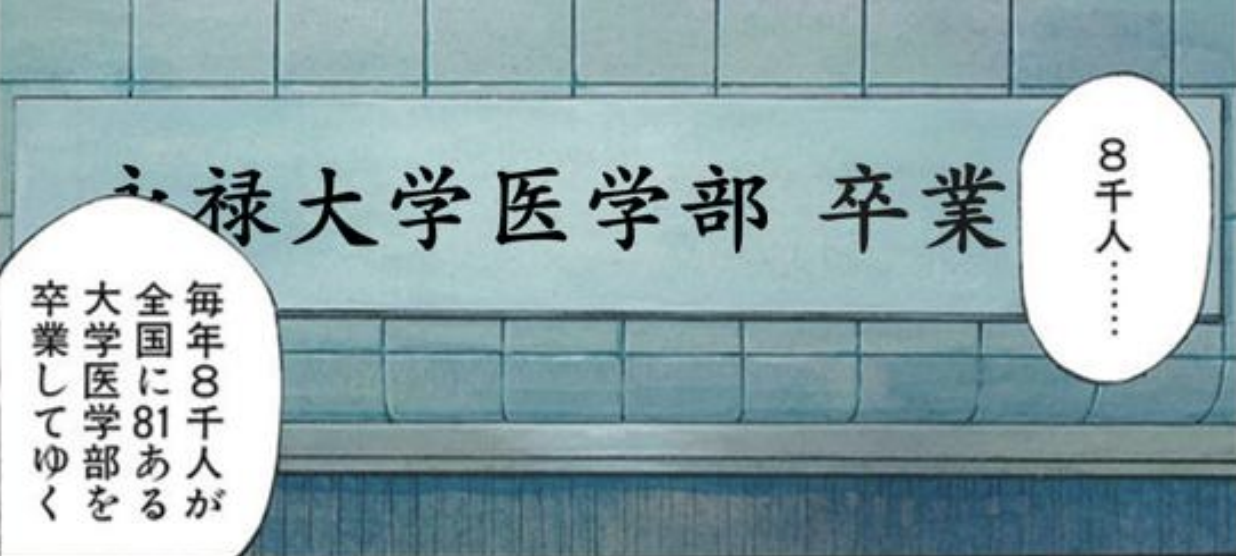 8千人……
禄大学医学部 卒業
毎年8千人が
全国に81ある
大学医学部を
卒業してゆく